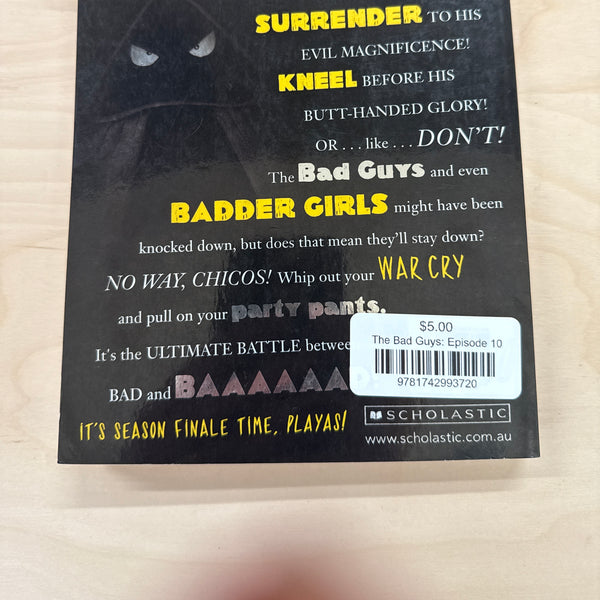 SURRENDER TO HIS
EVIL MAGNIFICENCE!
KNEEL BEFORE HIS
BUTT-HANDED GLORY!
OR . . . like . . . DON'T!
The Bad Guys and even
BADDER GIRLS might have been
knocked down, but does that mean they'll stay down?
NO WAY, CHICOS! Whip out your WAR CRY
and pull on your party pants.
It's the ULTIMATE BATTLE betwee
BAD and BAAAAAAD
IT'S SEASON FINALE TIME, PLAYAS!
$5.00
The Bad Guys: Episode 10
9781742993720
SCHOLASTIC
www.scholastic.com.au